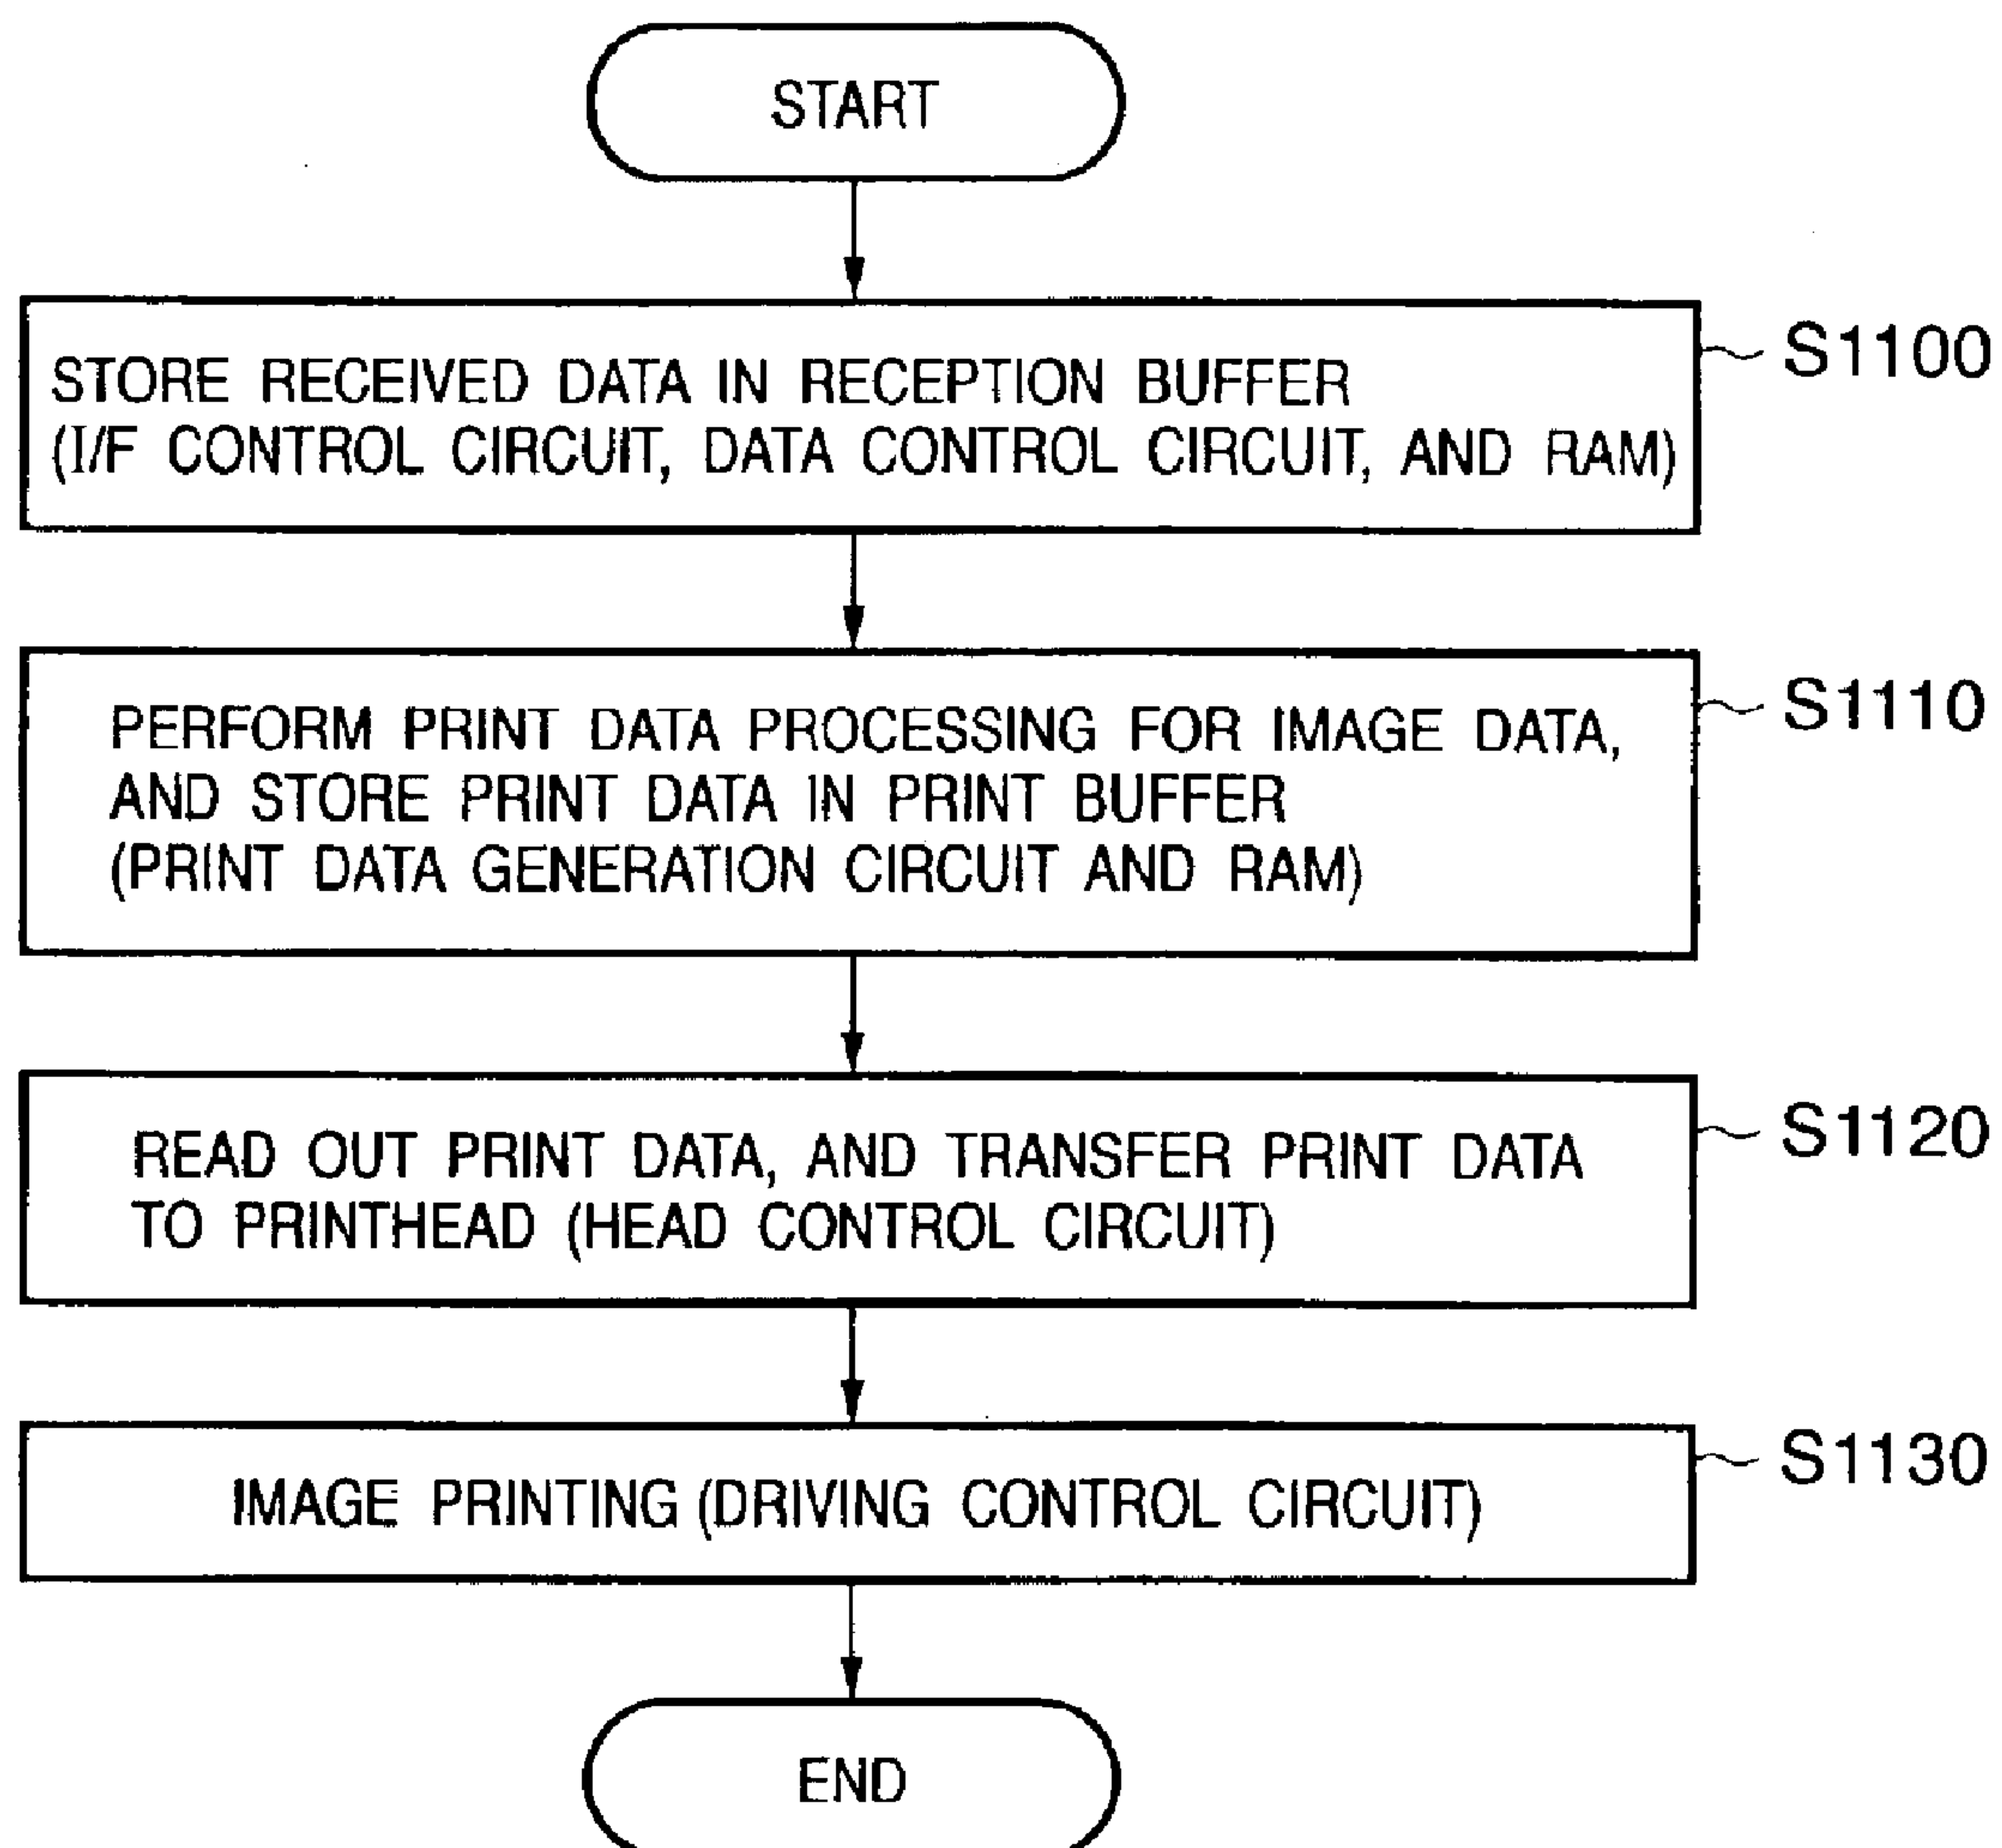 START
STORE RECEIVED DATA IN RECEPTION BUFFER
(I/F CONTROL CIRCUIT, DATA CONTROL CIRCUIT, AND RAM)
S1100
PERFORM PRINT DATA PROCESSING FOR IMAGE DATA,
AND STORE PRINT DATA IN PRINT BUFFER
(PRINT DATA GENERATION CIRCUIT AND RAM)
S1110
READ OUT PRINT DATA, AND TRANSFER PRINT DATA
TO PRINTHEAD (HEAD CONTROL CIRCUIT)
S1120
IMAGE PRINTING (DRIVING CONTROL CIRCUIT)
S1130
END